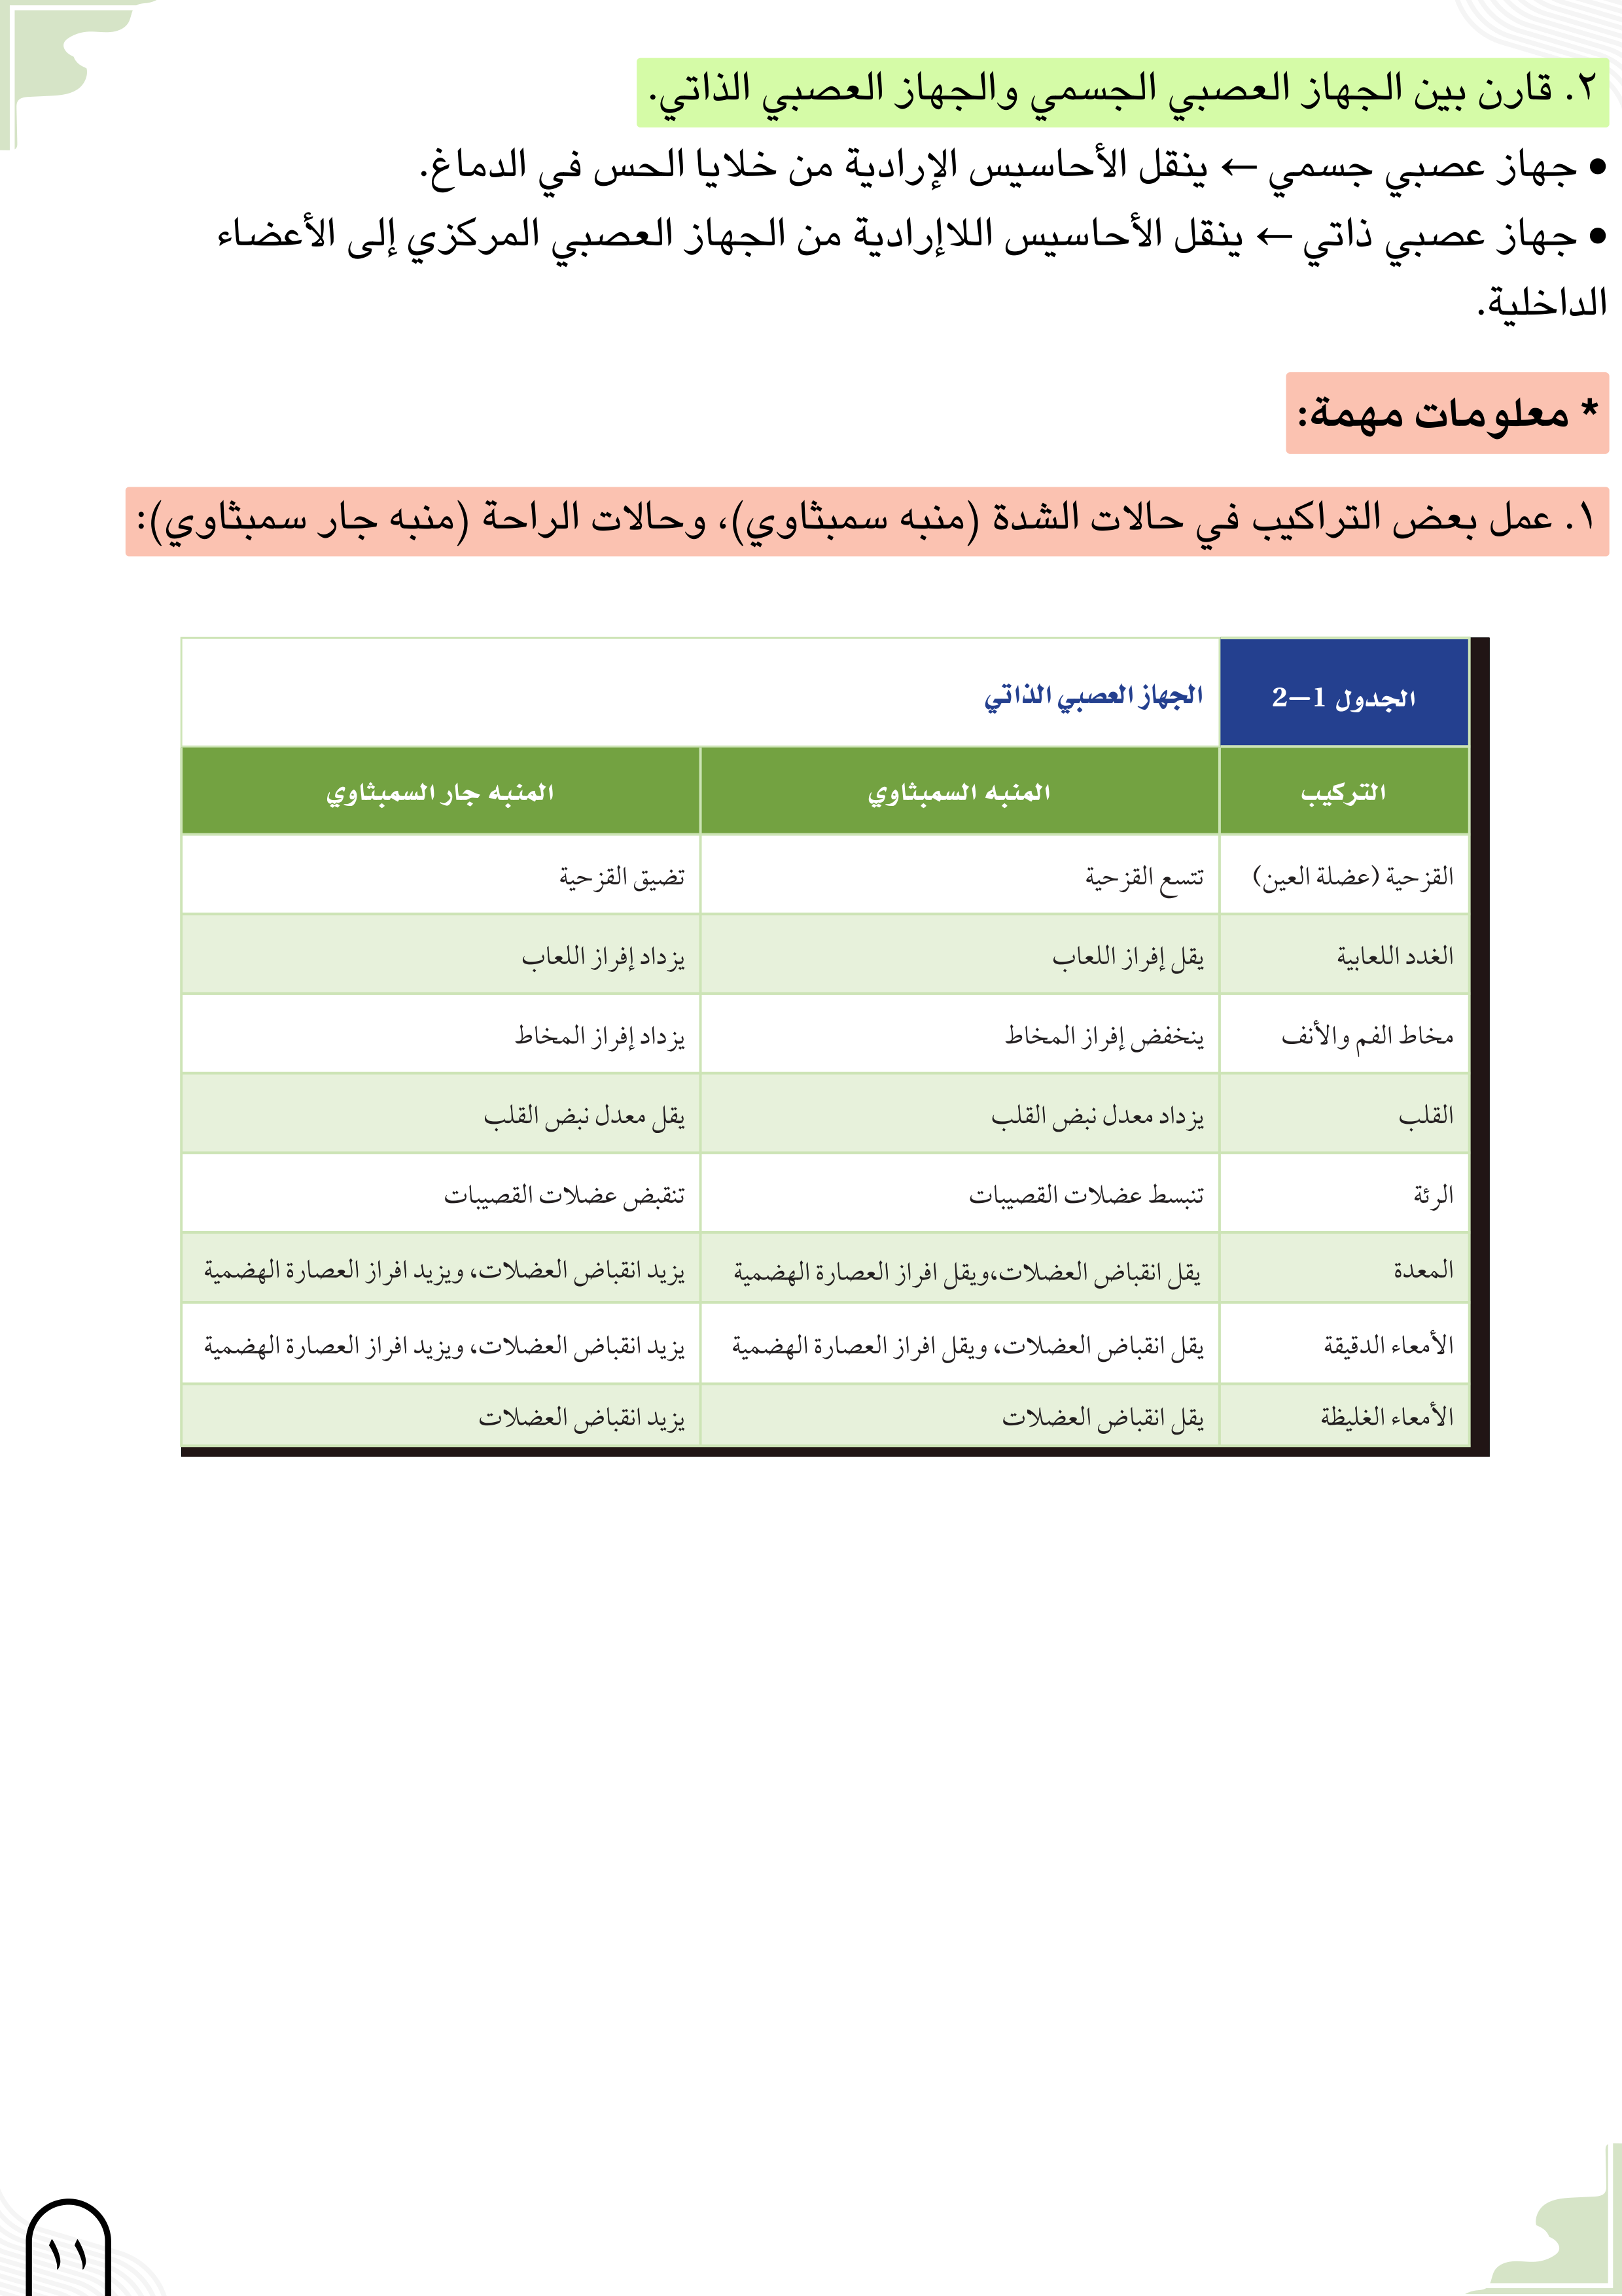 ٢. قارن بين الجهاز العصبي الجسمي والجهاز العصبي الذاتي.
• جهاز عصبي جسمي ← ينقل الأحاسيس الإرادية من خلايا الحس في الدماغ.
• جهاز عصبي ذاتي ← ينقل الأحاسيس اللاإرادية من الجهاز العصبي المركزي إلى الأعضاء
الداخلية.
* معلومات مهمة:
١. عمل بعض التراكيب في حالات الشدة (منبه سمبثاوي)، وحالات الراحة (منبه جار سمبثاوي):
الجدول 1–2 الجهاز العصبي الذاتي
التركيب المنبه السمبثاوي المنبه جار السمبثاوي
القزحية (عضلة العين) تتسع القزحية تضيق القزحية
الغدد اللعابية يقل إفراز اللعاب يزداد إفراز اللعاب
مخاط الفم والأنف ينخفض إفراز المخاط يزداد إفراز المخاط
القلب يزداد معدل نبض القلب يقل معدل نبض القلب
الرئة تنبسط عضلات القصيبات تنقبض عضلات القصيبات
المعدة يقل انقباض العضلات،ويقل افراز العصارة الهضمية يزيد انقباض العضلات، ويزيد افراز العصارة الهضمية
الأمعاء الدقيقة يقل انقباض العضلات، ويقل افراز العصارة الهضمية يزيد انقباض العضلات، ويزيد افراز العصارة الهضمية
الأمعاء الغليظة يقل انقباض العضلات يزيد انقباض العضلات
١١